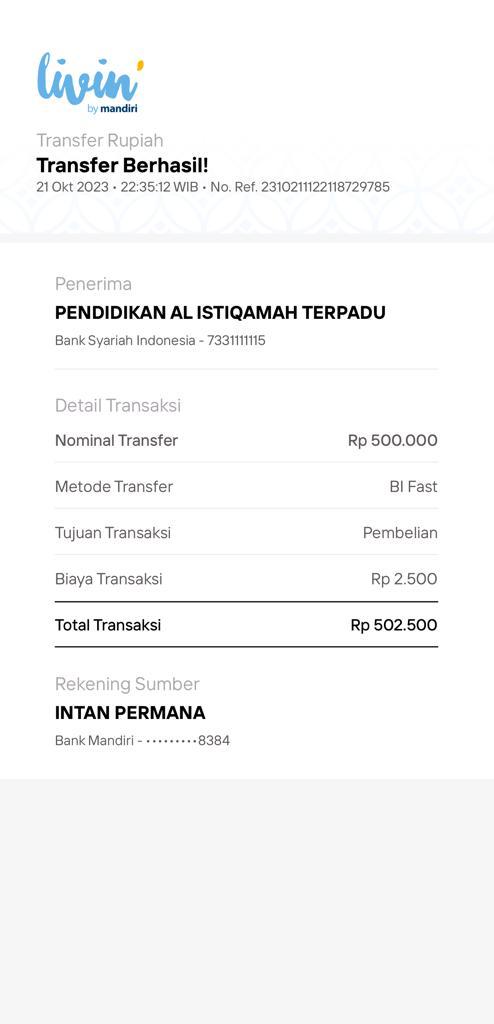 livin'
by mandiri
Transfer Rupiah
Transfer Berhasil!
21 Okt 2023 • 22:35:12 WIB • No. Ref. 2310211122118729785
Penerima
PENDIDIKAN AL ISTIQAMAH TERPADU
Bank Syariah Indonesia - 7331111115
Detail Transaksi
Nominal Transfer Rp 500.000
Metode Transfer BI Fast
Tujuan Transaksi Pembelian
Biaya Transaksi Rp 2.500
Total Transaksi Rp 502.500
Rekening Sumber
INTAN PERMANA
Bank Mandiri - •••••••••8384